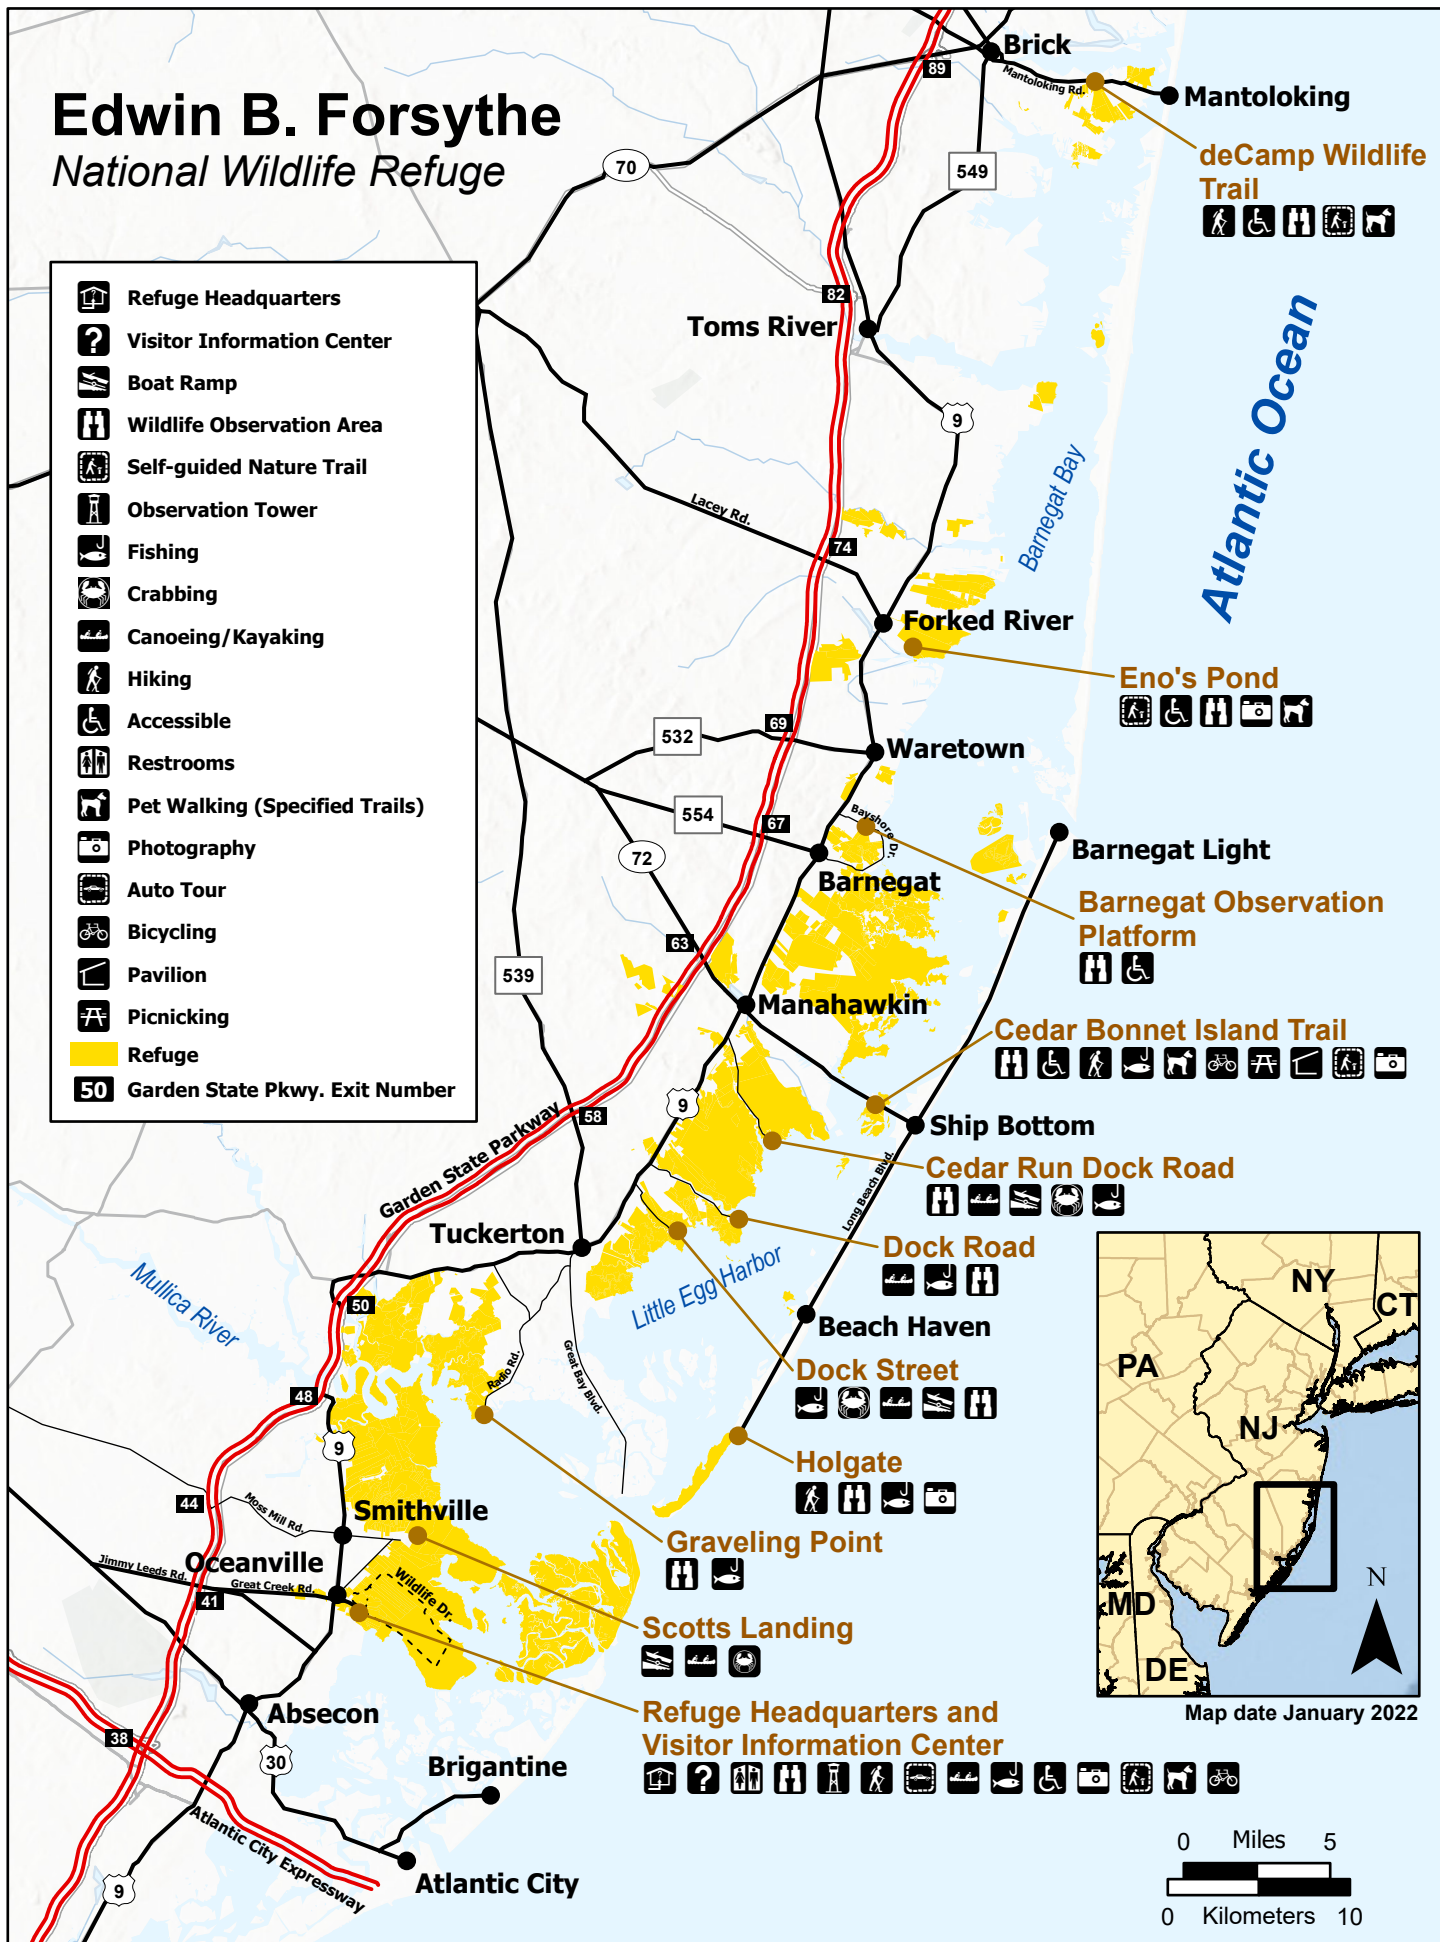 Edwin B. Forsythe
National Wildlife Refuge
Refuge Headquarters
?
Visitor Information Center
Boat Ramp
Wildlife Observation Area
Self-guided Nature Trail
Observation Tower
Fishing
Crabbing
Canoeing/Kayaking
Hiking
Accessible
Restrooms
Pet Walking (Specified Trails)
Photography
Auto Tour
Bicycling
Pavilion
Picnicking
Refuge
50 Garden State Pkwy. Exit Number
Brick
89
Mantoloking Rd.
Mantoloking
deCamp Wildlife
Trail
70
549
82
Toms River
9
Atlantic Ocean
Barnegat Bay
Lacey Rd.
74
Forked River
Eno's Pond
69
532
Waretown
554
67
Bayshore Dr.
72
Barnegat
Barnegat Light
Barnegat Observation
Platform
63
539
Manahawkin
Cedar Bonnet Island Trail
9
58
Garden State Parkway
Ship Bottom
Cedar Run Dock Road
Long Beach Blvd.
Tuckerton
Dock Road
Little Egg Harbor
Mullica River
50
Beach Haven
Radio Rd.
Great Bay Blvd.
Dock Street
48
9
Holgate
44
Moss Mill Rd.
Smithville
Graveling Point
Oceanville
Jimmy Leeds Rd.
Great Creek Rd.
Wildlife Dr.
41
Scotts Landing
Absecon
Refuge Headquarters and
Visitor Information Center
?
38
30
Brigantine
Atlantic City Expressway
9
Atlantic City
NY
CT
PA
NJ
N
MD
DE
Map date January 2022
0 Miles 5
0 Kilometers 10